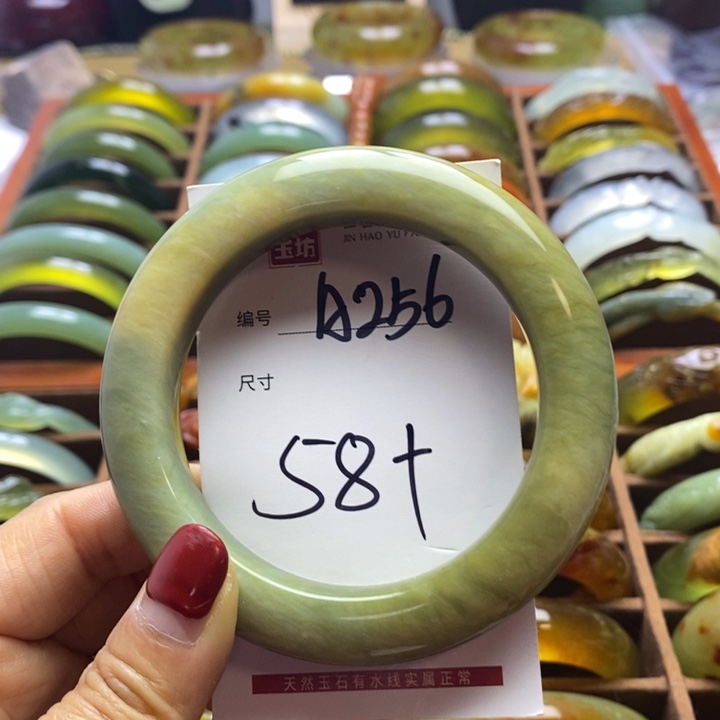 玉坊
JIN HAO YU FA
编号 A256
尺寸
58+
天然玉石有水线实属正常